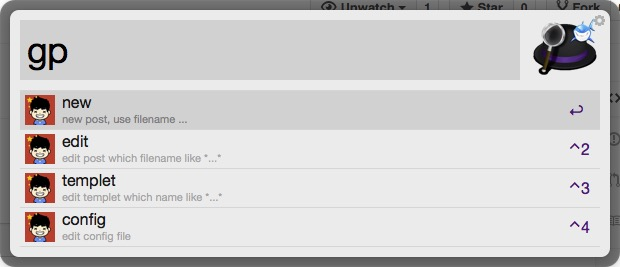 Unwatch 1 Star 0 Fork
gp
new
new post, use filename ...
↩
edit
edit post which filename like "..."
^2
templet
edit templet which name like "..."
^3
config
edit config file
^4